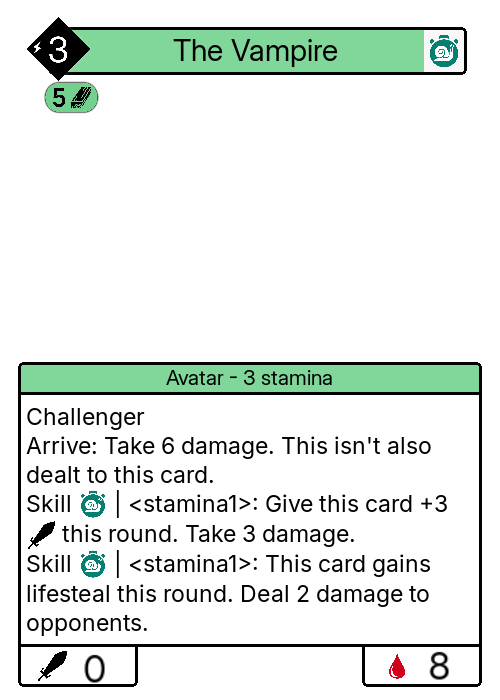 3 The Vampire
5
Avatar - 3 stamina
Challenger
Arrive: Take 6 damage. This isn't also
dealt to this card.
Skill | <stamina1>: Give this card +3
this round. Take 3 damage.
Skill | <stamina1>: This card gains
lifesteal this round. Deal 2 damage to
opponents.
0 8